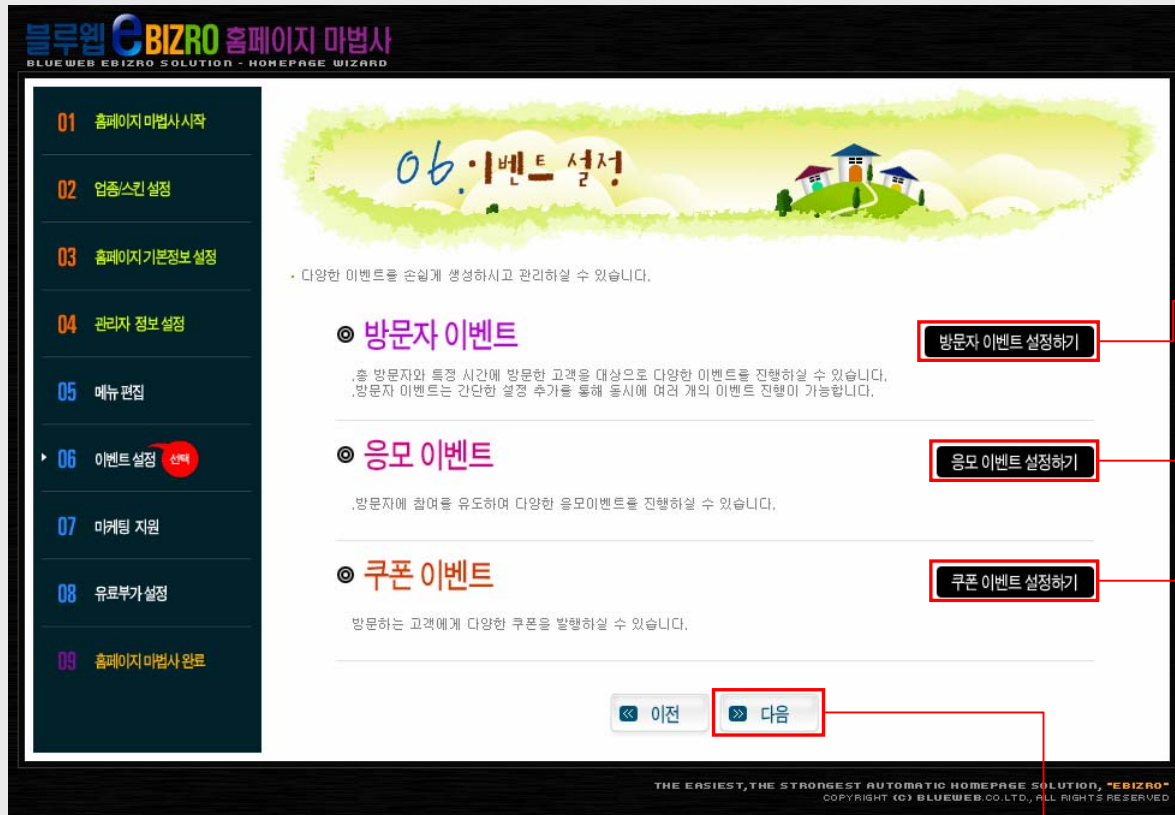 블루웹 eBIZRO 홈페이지 마법사
BLUEWEB EBIZRO SOLUTION - HOMEPAGE WIZARD
01 홈페이지 마법사 시작
02 업종/스킨 설정
03 홈페이지 기본정보 설정
04 관리자 정보 설정
05 메뉴 편집
06 이벤트 설정 선택
07 미케팅 지원
08 유료부가 설정
09 홈페이지 마법사 완료
06. 이벤트 설정
· 다양한 이벤트를 손쉽게 생성하시고 관리하실 수 있습니다.
방문자 이벤트
방문자 이벤트 설정하기
.총 방문자와 특정 시간에 방문한 고객을 대상으로 다양한 이벤트를 진행하실 수 있습니다.
.방문자 이벤트는 간단한 설정 추가를 통해 동시에 여러 개의 이벤트 진행이 가능합니다.
응모 이벤트
응모 이벤트 설정하기
.방문자에 참여를 유도하여 다양한 응모이벤트를 진행하실 수 있습니다.
쿠폰 이벤트
쿠폰 이벤트 설정하기
방문하는 고객에게 다양한 쿠폰을 발행하실 수 있습니다.
이전 다음
THE EASIEST,THE STRONGEST AUTOMATIC HOMEPAGE SOLUTION, "EBIZRO"
COPYRIGHT (C) BLUEWEB.CO.LTD., ALL RIGHTS RESERVED